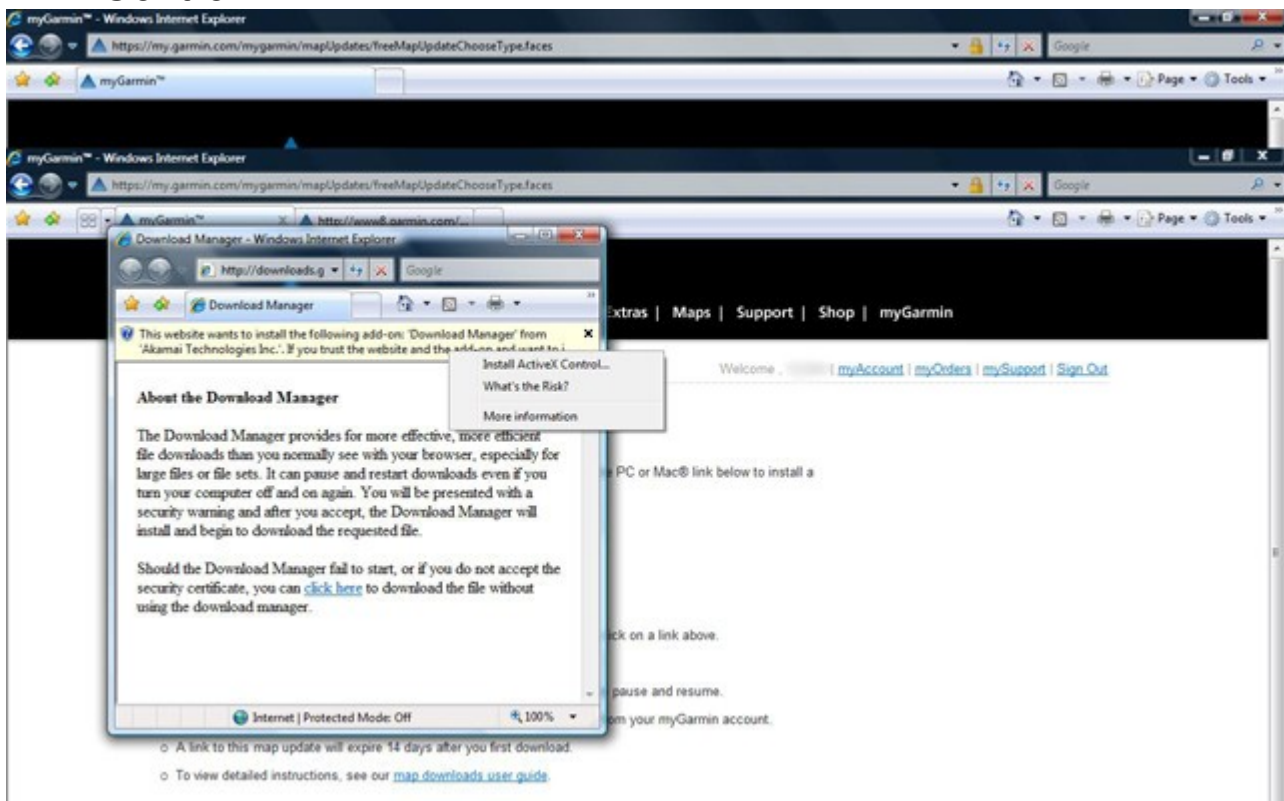 myGarmin™ - Windows Internet Explorer
https://my.garmin.com/mygarmin/mapUpdates/freeMapUpdateChooseType.faces
Google
myGarmin™
Page
Tools
myGarmin™ - Windows Internet Explorer
https://my.garmin.com/mygarmin/mapUpdates/freeMapUpdateChooseType.faces
Google
myGarmin™
http://www8.garmin.com/...
Page
Tools
Download Manager - Windows Internet Explorer
http://downloads.g
Google
Download Manager
Extras | Maps | Support | Shop | myGarmin
This website wants to install the following add-on: 'Download Manager' from
'Akamai Technologies Inc.'. If you trust the website and the add-on and want to i
Install ActiveX Control...
What's the Risk?
More information
Welcome , | myAccount | myOrders | mySupport | Sign Out
About the Download Manager
The Download Manager provides for more effective, more efficient
file downloads than you normally see with your browser, especially for
large files or file sets. It can pause and restart downloads even if you
turn your computer off and on again. You will be presented with a
security warning and after you accept, the Download Manager will
install and begin to download the requested file.
Should the Download Manager fail to start, or if you do not accept the
security certificate, you can click here to download the file without
using the download manager.
PC or Mac® link below to install a
ick on a link above.
pause and resume.
om your myGarmin account.
Internet | Protected Mode: Off
100%
o A link to this map update will expire 14 days after you first download.
o To view detailed instructions, see our map downloads user guide.